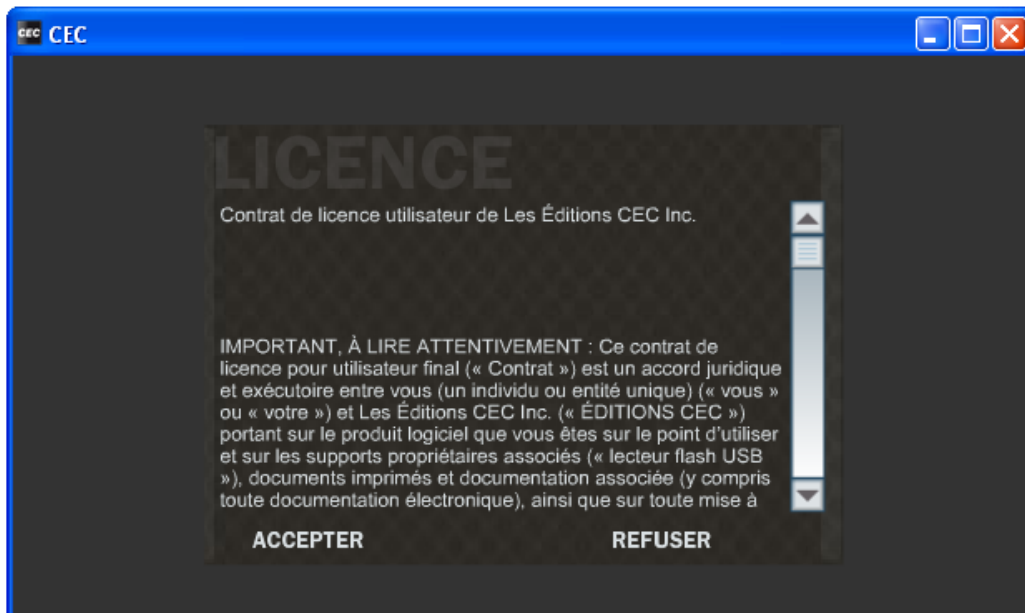 CEC CEC
LICENCE
Contrat de licence utilisateur de Les Éditions CEC Inc.
IMPORTANT, À LIRE ATTENTIVEMENT : Ce contrat de
licence pour utilisateur final (« Contrat ») est un accord juridique
et exécutoire entre vous (un individu ou entité unique) (« vous »
ou « votre ») et Les Éditions CEC Inc. (« ÉDITIONS CEC »)
portant sur le produit logiciel que vous êtes sur le point d’utiliser
et sur les supports propriétaires associés (« lecteur flash USB
»), documents imprimés et documentation associée (y compris
toute documentation électronique), ainsi que sur toute mise à
ACCEPTER REFUSER